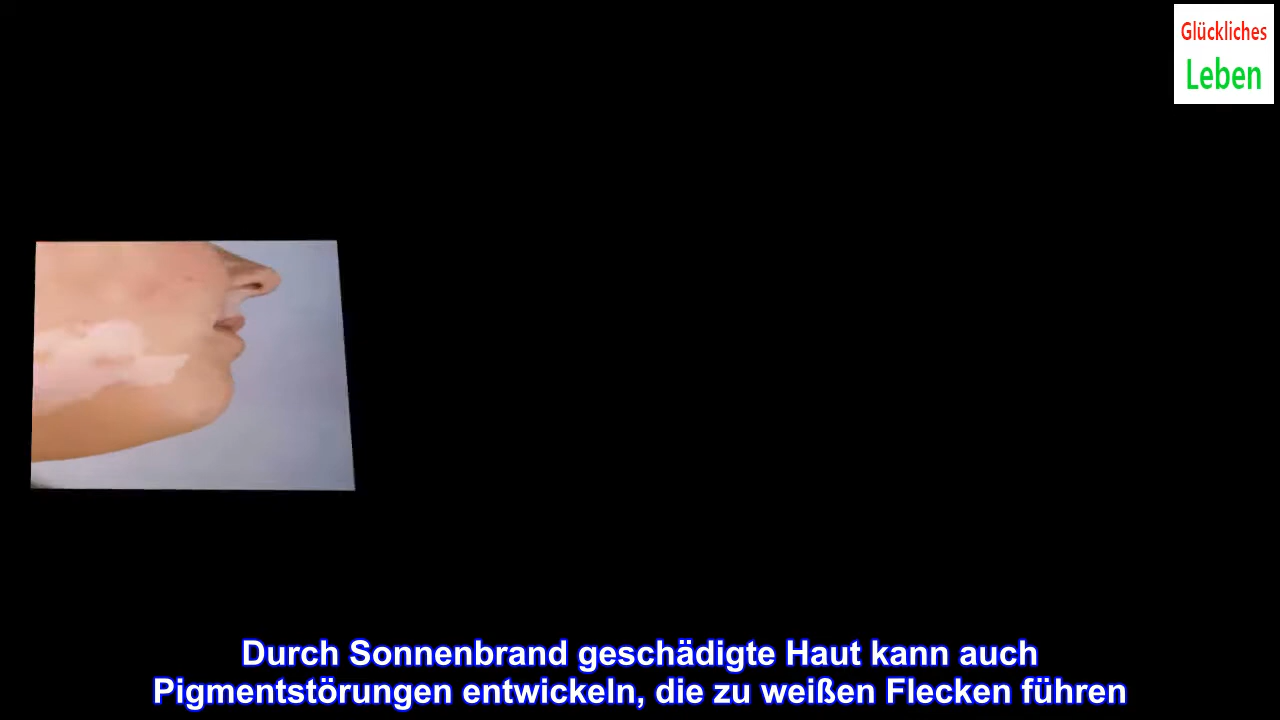 Glückliches
Leben
Durch Sonnenbrand geschädigte Haut kann auch
Pigmentstörungen entwickeln, die zu weißen Flecken führen